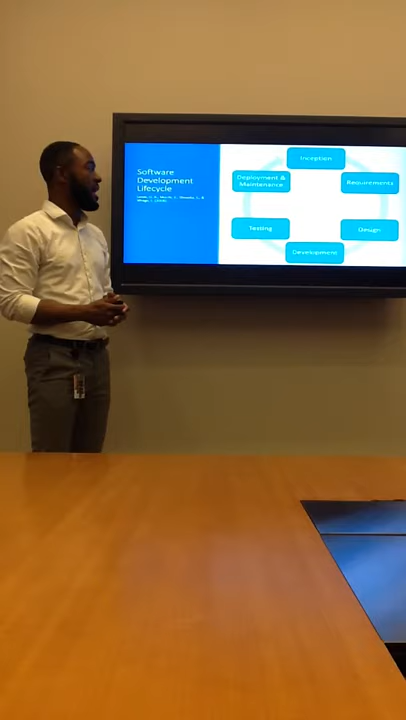 Software
Development
Lifecycle
Inception
Requirements
Design
Development
Testing
Deployment &
Maintenance